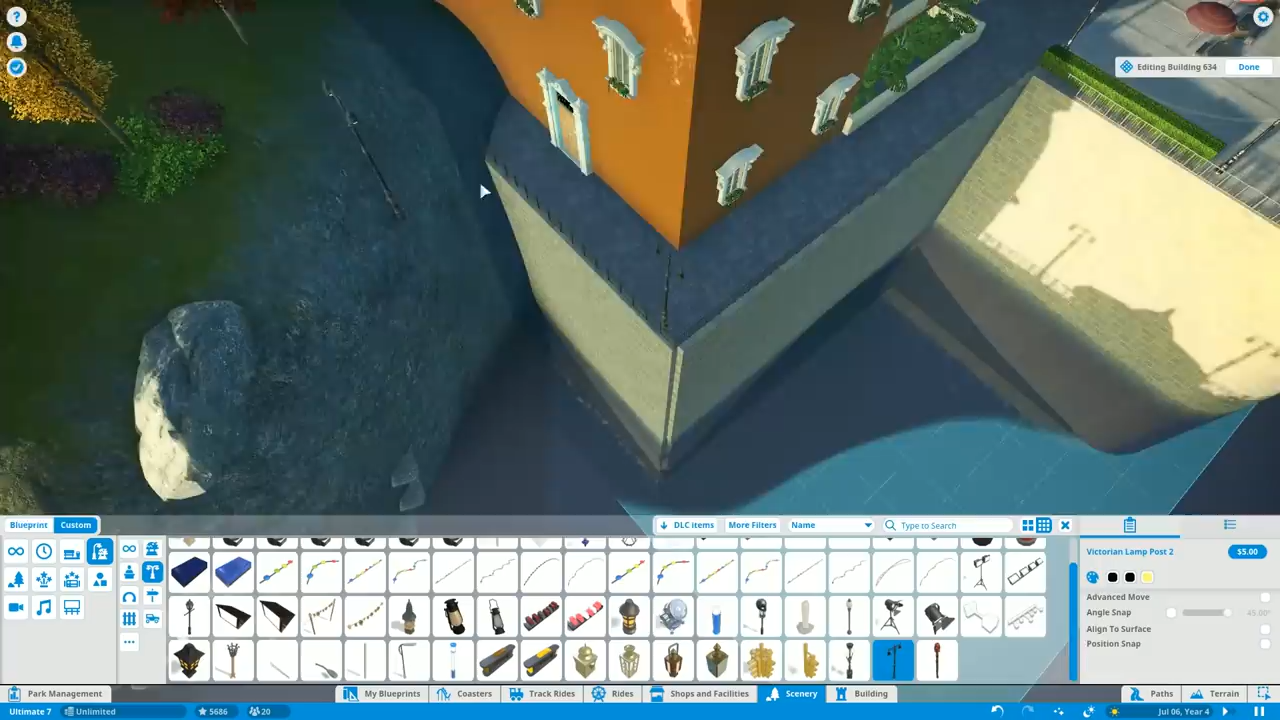 ?
Editing Building 634 Done
Blueprint Custom
DLC items More Filters Name Type to Search
Victorian Lamp Post 2 $5.00
Advanced Move
Angle Snap 45.00°
Align To Surface
Position Snap
Park Management My Blueprints Coasters Track Rides Rides Shops and Facilities Scenery Building Paths Terrain
Ultimate 7 Unlimited 5686 20 Jul 06, Year 4